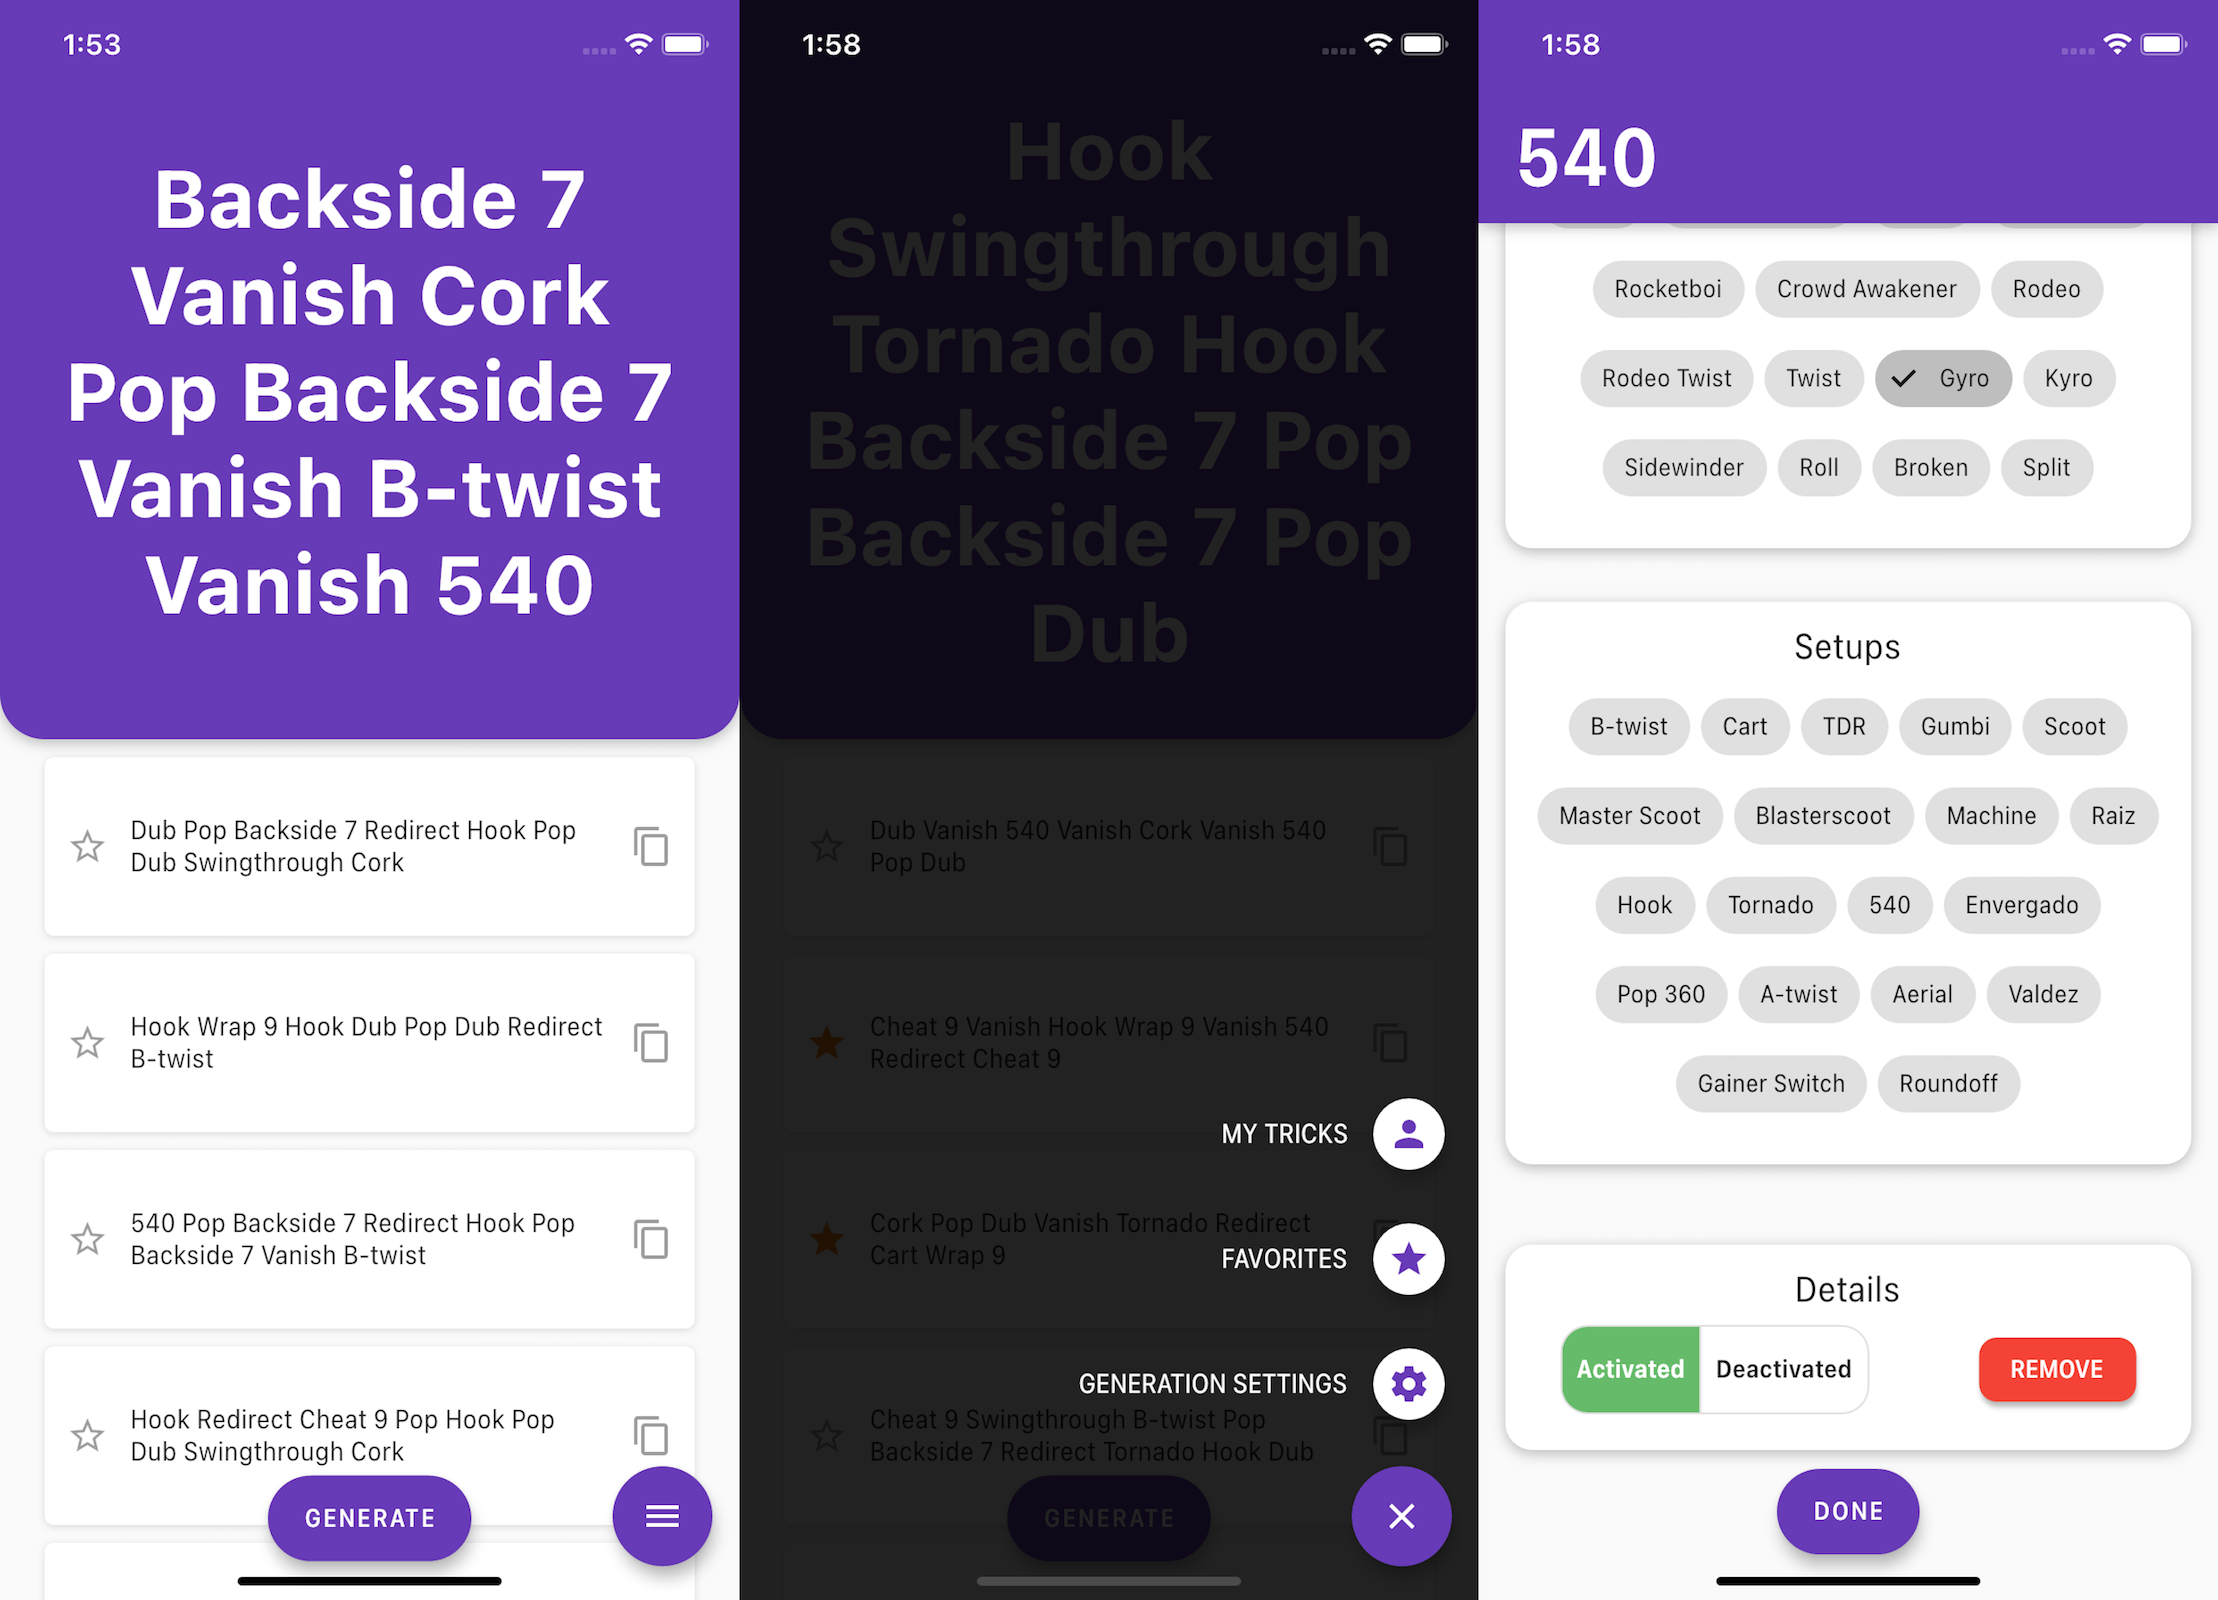 1:53
Backside 7
Vanish Cork
Pop Backside 7
Vanish B-twist
Vanish 540
Dub Pop Backside 7 Redirect Hook Pop
Dub Swingthrough Cork
Hook Wrap 9 Hook Dub Pop Dub Redirect
B-twist
540 Pop Backside 7 Redirect Hook Pop
Backside 7 Vanish B-twist
Hook Redirect Cheat 9 Pop Hook Pop
Dub Swingthrough Cork
GENERATE
1:58
Hook
Swingthrough
Tornado Hook
Backside 7 Pop
Backside 7 Pop
Dub
Dub Vanish 540 Vanish Cork Vanish 540
Pop Dub
Cheat 9 Vanish Hook Wrap 9 Vanish 540
Redirect Cheat 9
MY TRICKS
Cork Pop Dub Vanish Tornado Redirect
Cart Wrap 9
FAVORITES
GENERATION SETTINGS
Cheat 9 Swingthrough B-twist Pop
Backside 7 Redirect Tornado Hook Dub
GENERATE
1:58
540
Rocketboi Crowd Awakener Rodeo
Rodeo Twist Twist Gyro Kyro
Sidewinder Roll Broken Split
Setups
B-twist Cart TDR Gumbi Scoot
Master Scoot Blasterscoot Machine Raiz
Hook Tornado 540 Envergado
Pop 360 A-twist Aerial Valdez
Gainer Switch Roundoff
Details
Activated Deactivated REMOVE
DONE